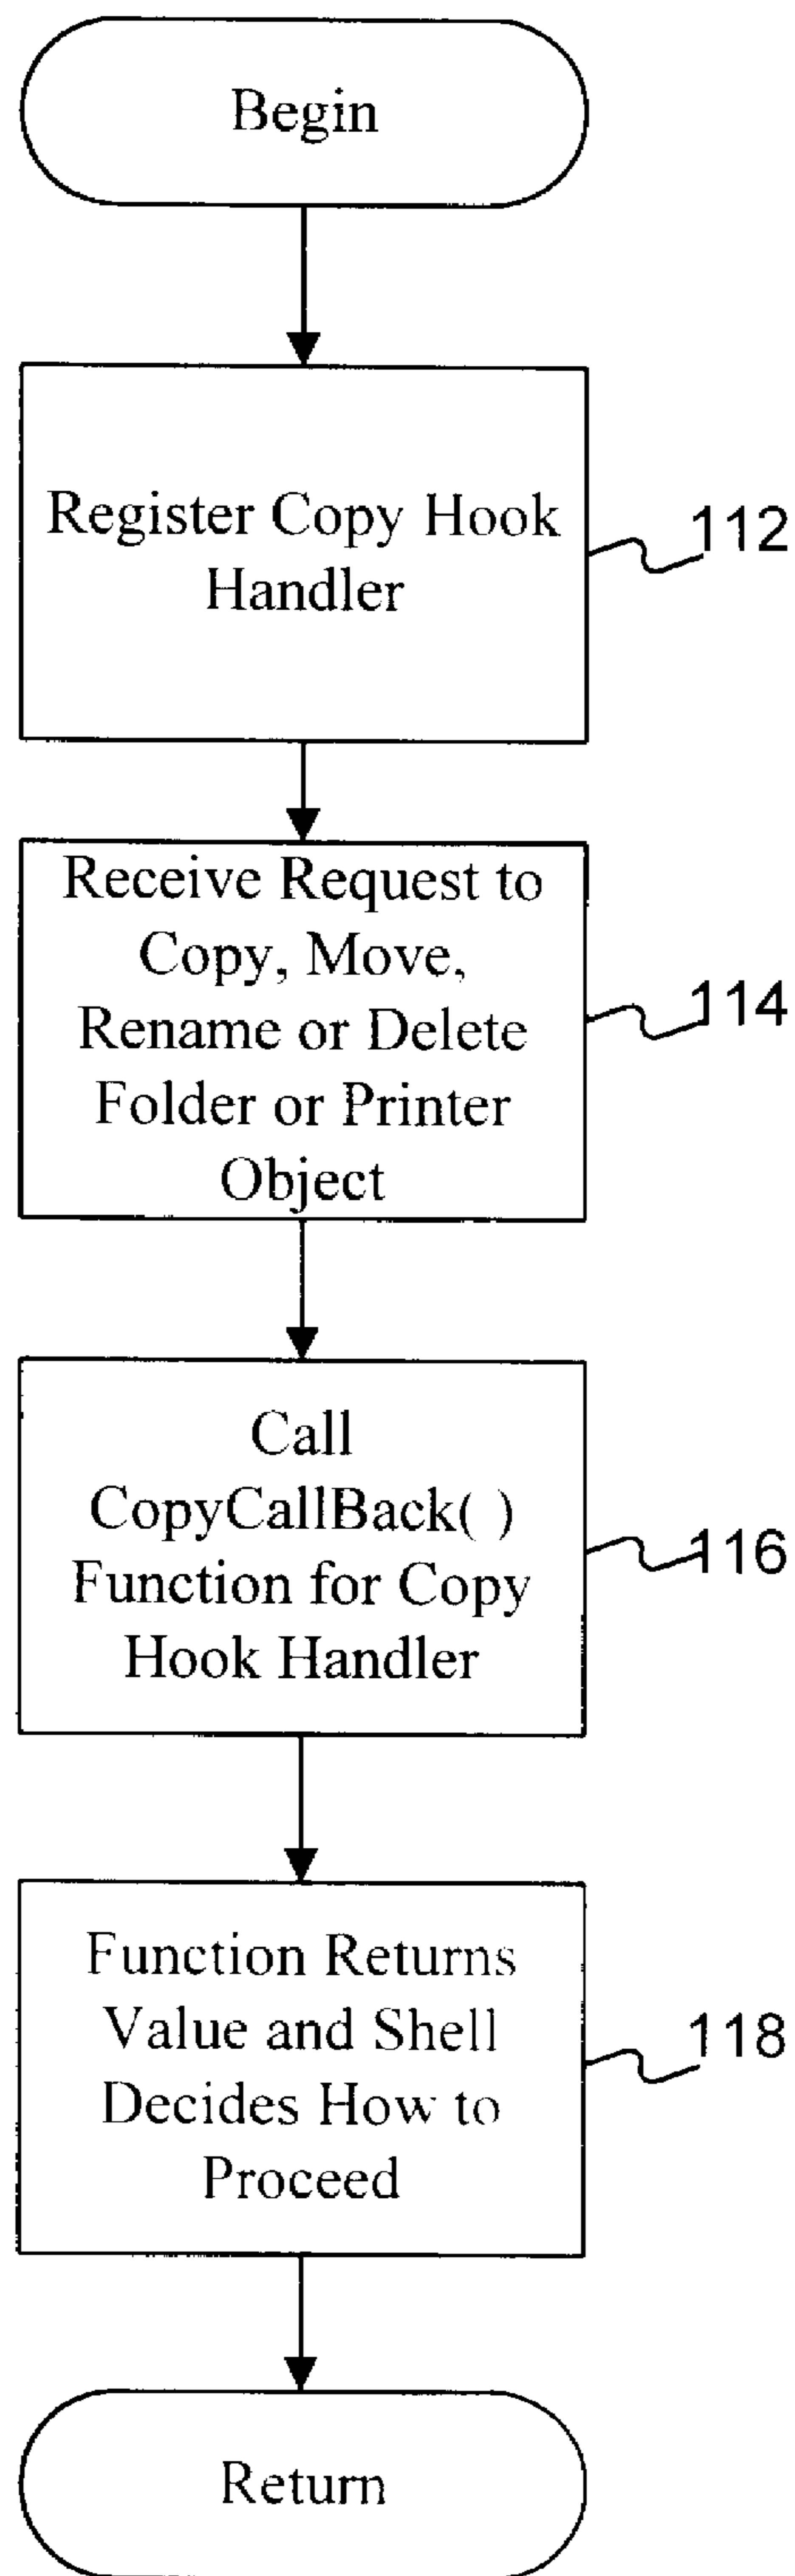 Begin
Register Copy Hook
Handler
112
Receive Request to
Copy, Move,
Rename or Delete
Folder or Printer
Object
114
Call
CopyCallBack( )
Function for Copy
Hook Handler
116
Function Returns
Value and Shell
Decides How to
Proceed
118
Return